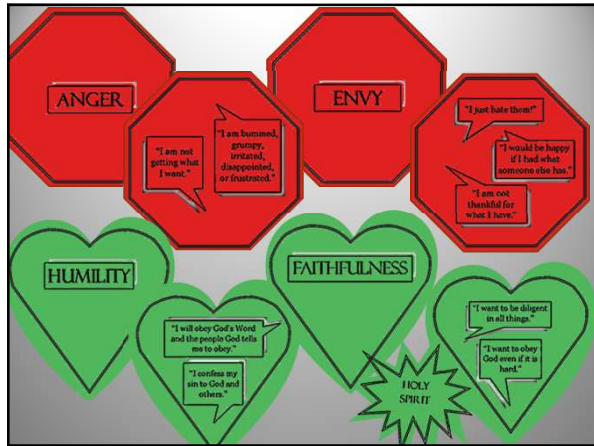 ANGER
"I am not
getting what
I want."
"I am bummed,
grumpy,
irritated,
disappointed,
or frustrated."
ENVY
"I just hate them!"
"I would be happy
if I had what
someone else has."
"I am not
thankful for
what I have."
HUMILITY
"I will obey God's Word
and the people God tells
me to obey."
"I confess my
sin to God and
others."
FAITHFULNESS
"I want to be diligent
in all things."
"I want to obey
God even if it is
hard."
HOLY
SPIRIT